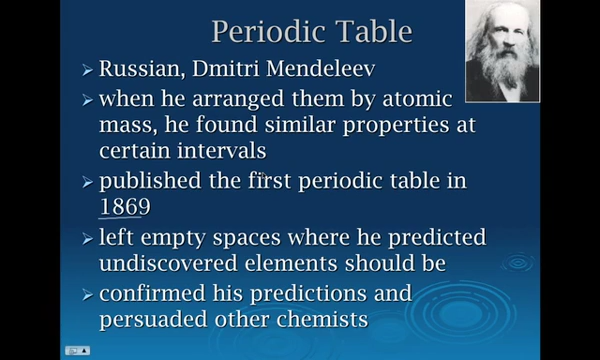 Periodic Table
Russian, Dmitri Mendeleev
when he arranged them by atomic
mass, he found similar properties at
certain intervals
published the first periodic table in
1869
left empty spaces where he predicted
undiscovered elements should be
confirmed his predictions and
persuaded other chemists